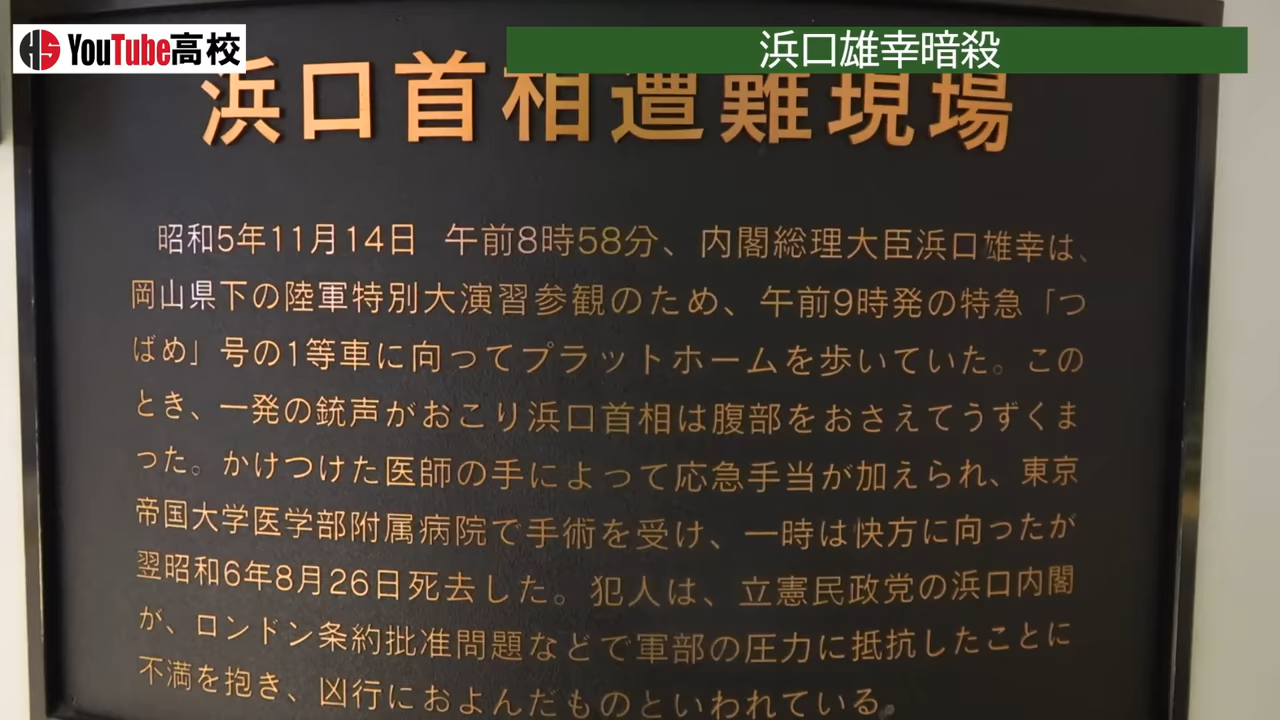 YouTube高校
浜口雄幸暗殺
浜口首相遭難現場
昭和5年11月14日 午前8時58分、内閣総理大臣浜口雄幸は、
岡山県下の陸軍特別大演習参観のため、午前9時発の特急「つ
ばめ」号の1等車に向ってプラットホームを歩いていた。この
とき、一発の銃声がおこり浜口首相は腹部をおさえてうずくま
った。かけつけた医師の手によって応急手当が加えられ、東京
帝国大学医学部附属病院で手術を受け、一時は快方に向ったが
翌昭和6年8月26日死去した。犯人は、立憲民政党の浜口内閣
が、ロンドン条約批准問題などで軍部の圧力に抵抗したことに
不満を抱き、凶行におよんだものといわれている。